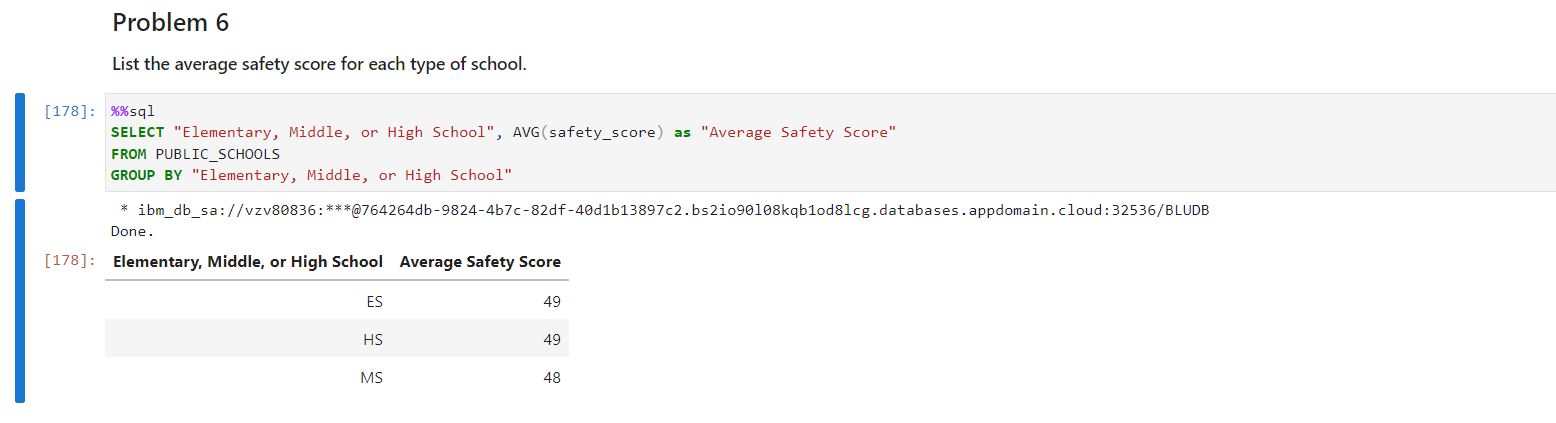 Problem 6
List the average safety score for each type of school.
[178]: %%sql
SELECT "Elementary, Middle, or High School", AVG(safety_score) as "Average Safety Score"
FROM PUBLIC_SCHOOLS
GROUP BY "Elementary, Middle, or High School"
* ibm_db_sa://vzv80836:***@764264db-9824-4b7c-82df-40d1b13897c2.bs2io90l08kqb1od8lcg.databases.appdomain.cloud:32536/BLUDB
Done.
[178]: Elementary, Middle, or High School Average Safety Score
ES 49
HS 49
MS 48